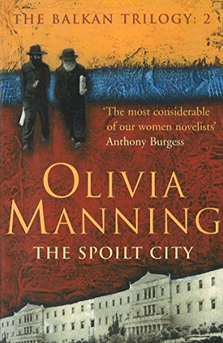 THE BALKAN TRILOGY: 2
‘The most considerable
of our women novelists’
Anthony Burgess
OLIVIA
MANNING
THE SPOILT CITY